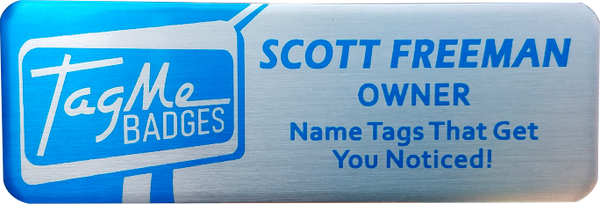 TagMe
BADGES
SCOTT FREEMAN
OWNER
Name Tags That Get
You Noticed!